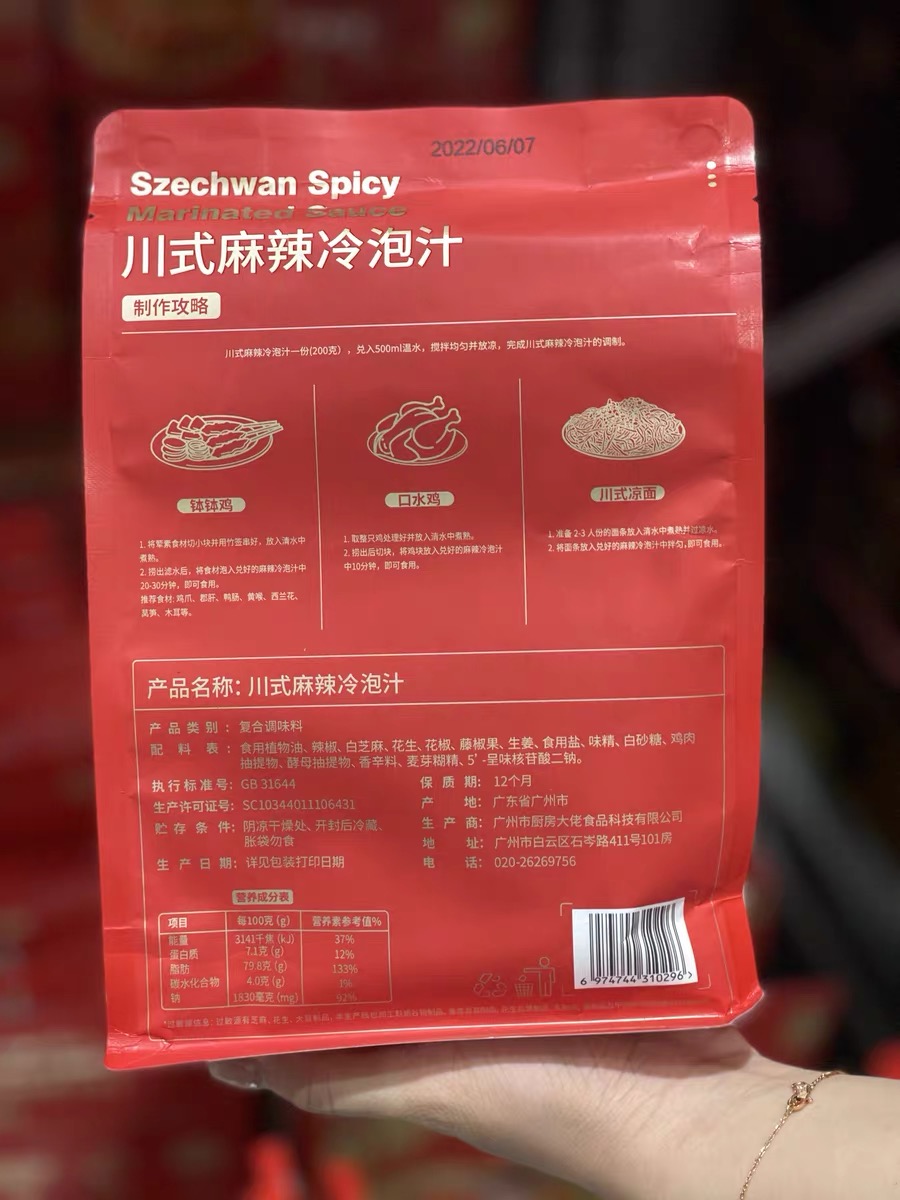 2022/06/07
Szechwan Spicy
Marinated Sauce
川式麻辣冷泡汁
制作攻略
川式麻辣冷泡汁一份(200克），兑入500ml温水，搅拌均匀并放凉，完成川式麻辣冷泡汁的调制。
钵钵鸡
1. 将荤素食材切小块并用竹签串好，放入清水中
煮熟。
2. 捞出滤水后，将食材泡入兑好的麻辣冷泡汁中
20-30分钟，即可食用。
推荐食材: 鸡爪、郡肝、鸭肠、黄喉、西兰花、
莴笋、木耳等。
口水鸡
1. 取整只鸡处理好并放入清水中煮熟。
2. 捞出后切块，将鸡块放入兑好的麻辣冷泡汁
中10分钟，即可食用。
川式凉面
1. 准备 2-3 人份的面条放入清水中煮熟并过凉水。
2. 将面条放入兑好的麻辣冷泡汁中拌匀,即可食用。
产品名称: 川式麻辣冷泡汁
产品类别: 复合调味料
配料表: 食用植物油、辣椒、白芝麻、花生、花椒、藤椒果、生姜、食用盐、味精、白砂糖、鸡肉
抽提物、酵母抽提物、香辛料、麦芽糊精、5'-呈味核苷酸二钠。
执行标准号: GB 31644
生产许可证号: SC10344011106431
贮存条件: 阴凉干燥处、开封后冷藏、
胀袋勿食
生产日期: 详见包装打印日期
保质期: 12个月
产地: 广东省广州市
生产商: 广州市厨房大佬食品科技有限公司
地址: 广州市白云区石岑路411号101房
电话: 020-26269756
营养成分表
项目 每100克 (g) 营养素参考值%
能量 3141千焦 (kJ) 37%
蛋白质 7.1克 (g) 12%
脂肪 79.8克 (g) 133%
碳水化合物 4.0克 (g) 1%
钠 1830毫克 (mg) 92%
6 974744 310296
*过敏原信息: 过敏源有芝麻、花生、大豆制品,